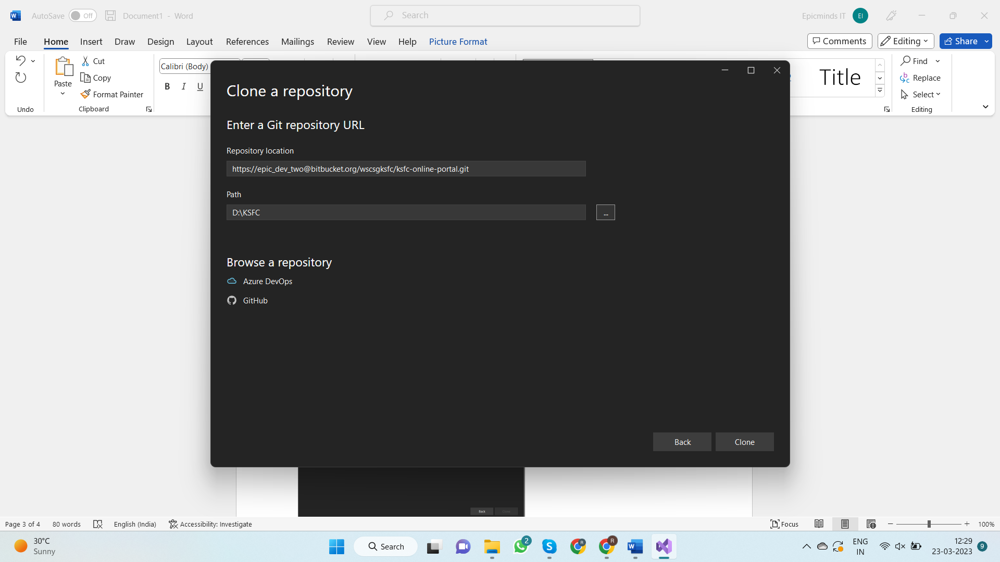 AutoSave Off Document1 - Word Search Epicminds IT EI
File Home Insert Draw Design Layout References Mailings Review View Help Picture Format Comments Editing Share
Paste
Cut
Copy
Format Painter
Undo
Clipboard
Calibri (Body)
B I U
Title
Find
Replace
Select
Editing
Clone a repository
Enter a Git repository URL
Repository location
https://epic_dev_two@bitbucket.org/wscsgksfc/ksfc-online-portal.git
Path
D:\KSFC
...
Browse a repository
Azure DevOps
GitHub
Back Clone
Back Clone
Page 3 of 4 80 words English (India) Accessibility: Investigate Focus 100%
30°C
Sunny
Search
2
R
R
ENG
IN
12:29
23-03-2023
9